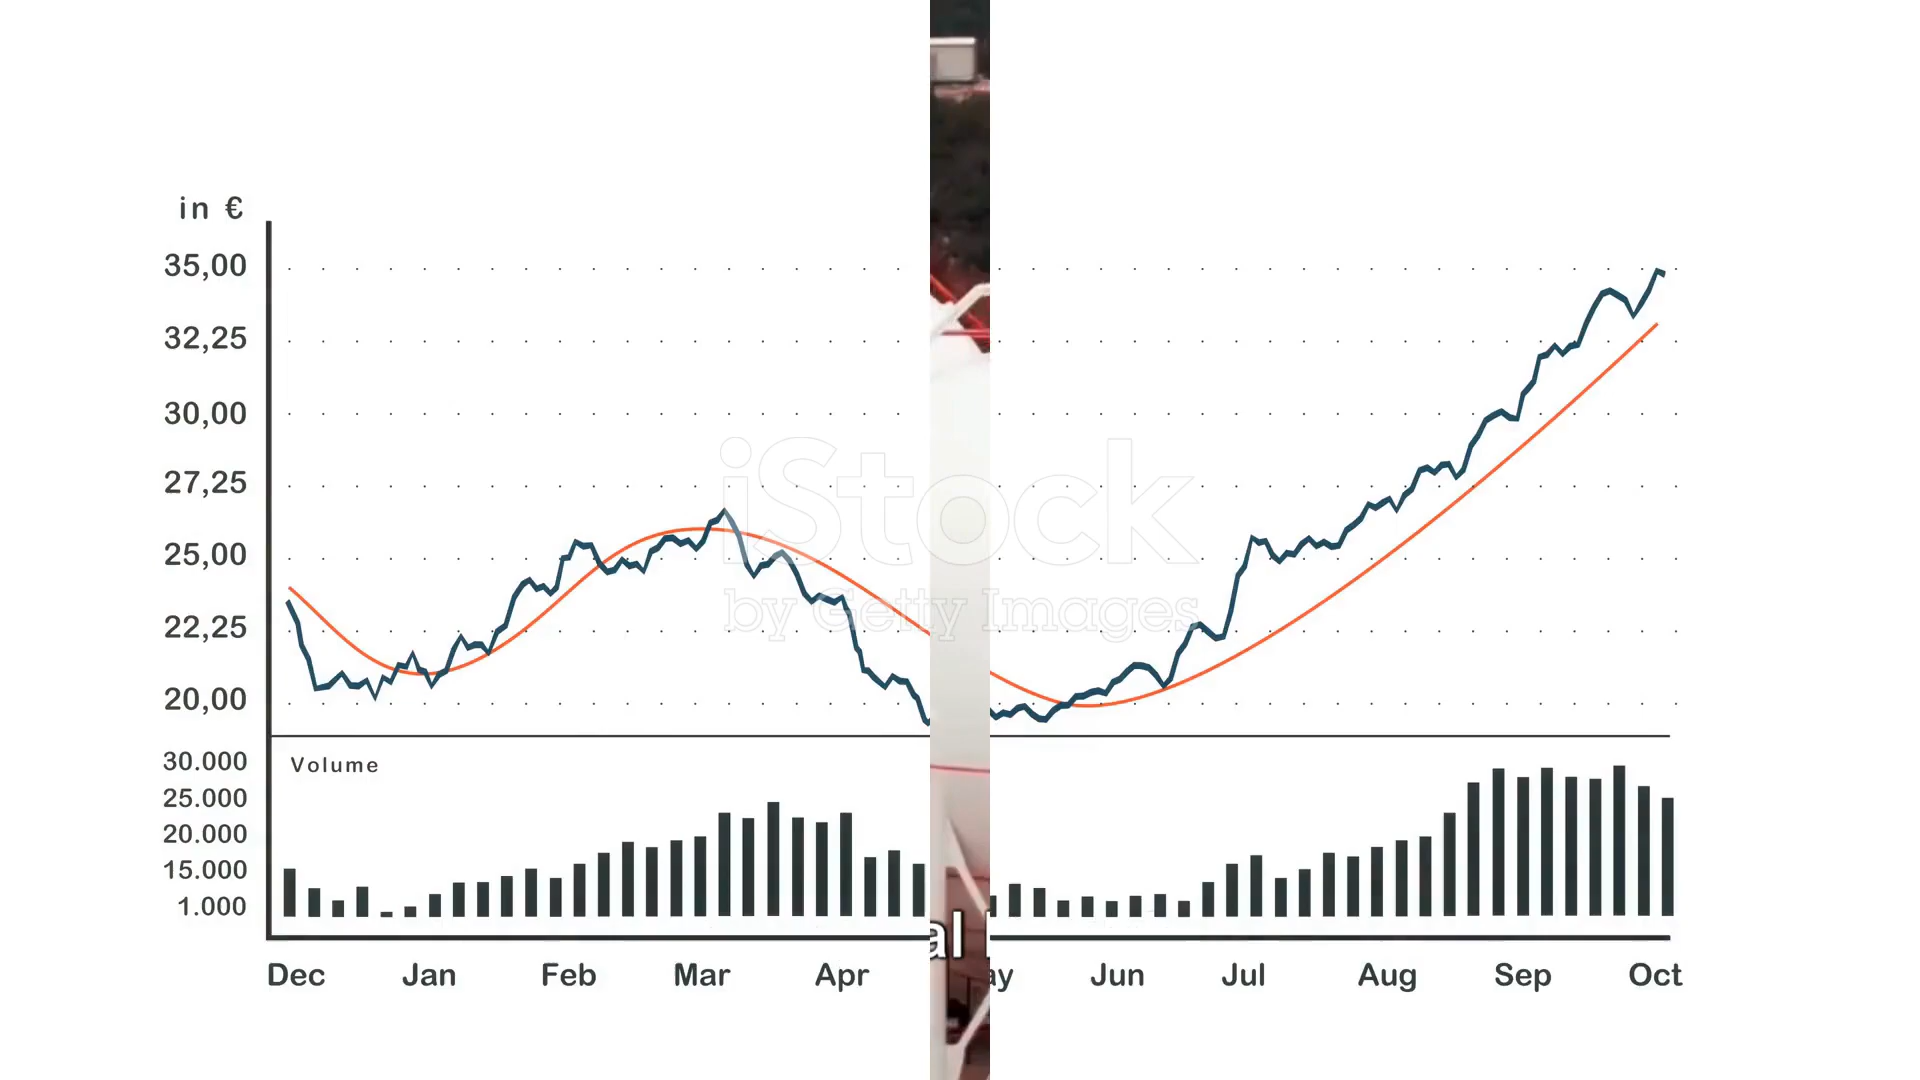 in €
35,00
32,25
30,00
27,25
25,00
22,25
20,00
iStock
by Getty Images
30.000
25.000
20.000
15.000
1.000
Volume
al
Dec Jan Feb Mar Apr ay Jun Jul Aug Sep Oct